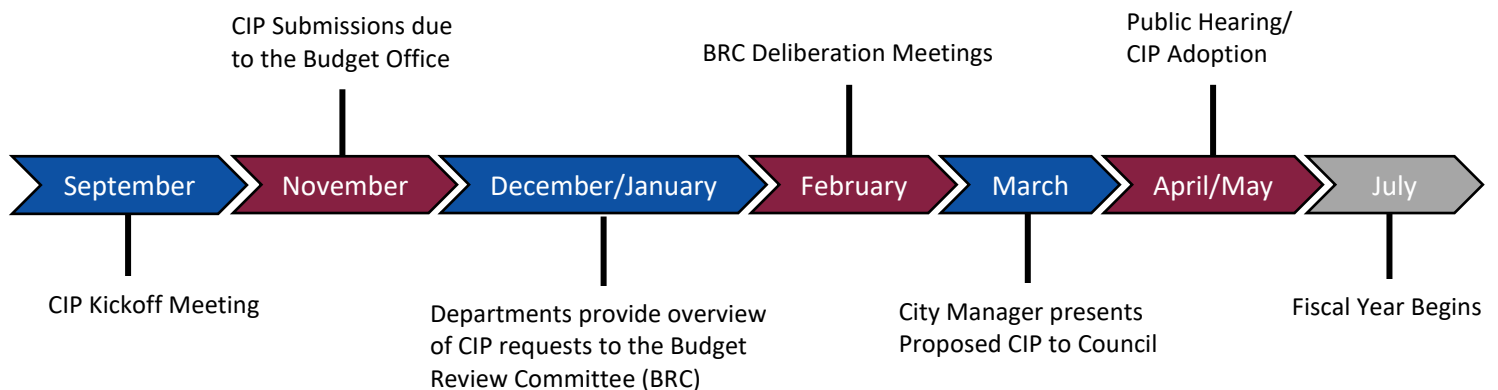 CIP Submissions due
to the Budget Office
BRC Deliberation Meetings
Public Hearing/
CIP Adoption
September
November
December/January
February
March
April/May
July
CIP Kickoff Meeting
Departments provide overview
of CIP requests to the Budget
Review Committee (BRC)
City Manager presents
Proposed CIP to Council
Fiscal Year Begins